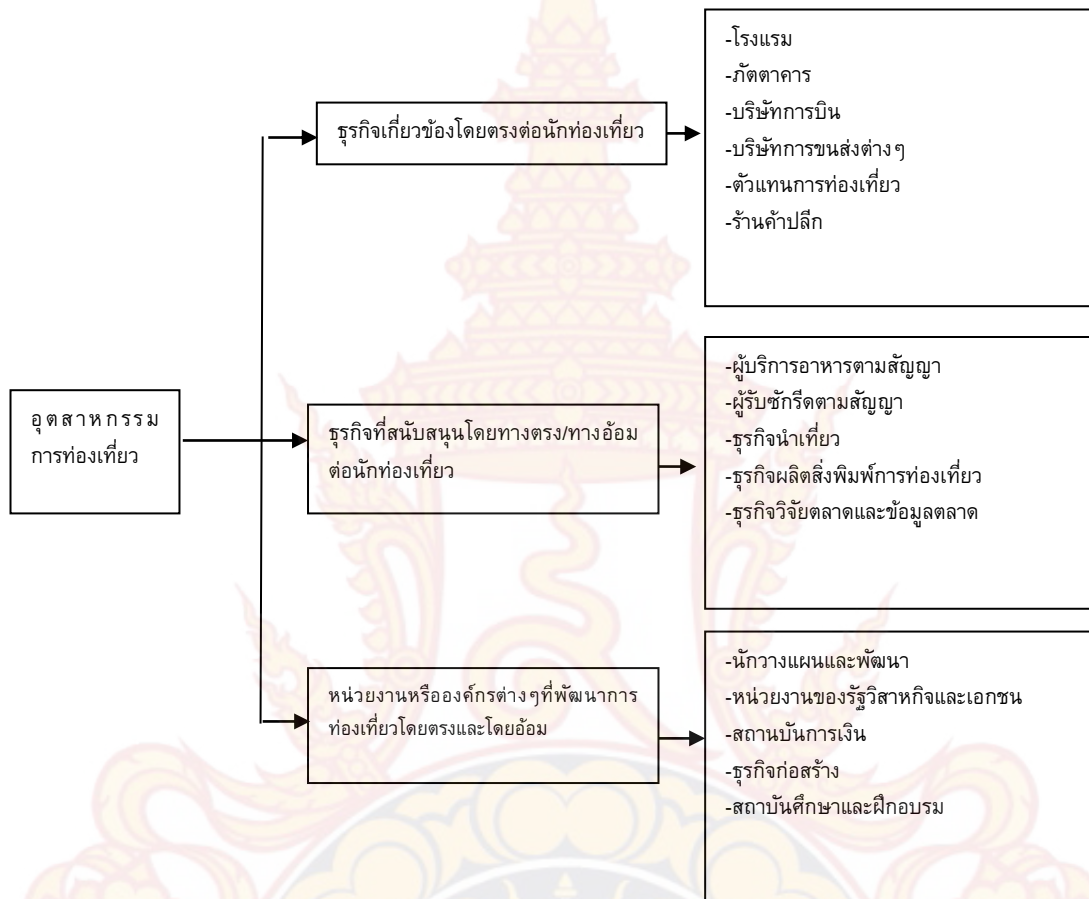 อุตสาหกรรม
การท่องเที่ยว
ธุรกิจเกี่ยวข้องโดยตรงต่อนักท่องเที่ยว
-โรงแรม
-ภัตตาคาร
-บริษัทการบิน
-บริษัทการขนส่งต่างๆ
-ตัวแทนการท่องเที่ยว
-ร้านค้าปลีก
ธุรกิจที่สนับสนุนโดยทางตรง/ทางอ้อม
ต่อนักท่องเที่ยว
-ผู้บริการอาหารตามสัญญา
-ผู้รับซักรีดตามสัญญา
-ธุรกิจนำเที่ยว
-ธุรกิจผลิตสิ่งพิมพ์การท่องเที่ยว
-ธุรกิจวิจัยตลาดและข้อมูลตลาด
หน่วยงานหรือองค์กรต่างๆที่พัฒนาการ
ท่องเที่ยวโดยตรงและโดยอ้อม
-นักวางแผนและพัฒนา
-หน่วยงานของรัฐวิสาหกิจและเอกชน
-สถานบันการเงิน
-ธุรกิจก่อสร้าง
-สถาบันศึกษาและฝึกอบรม